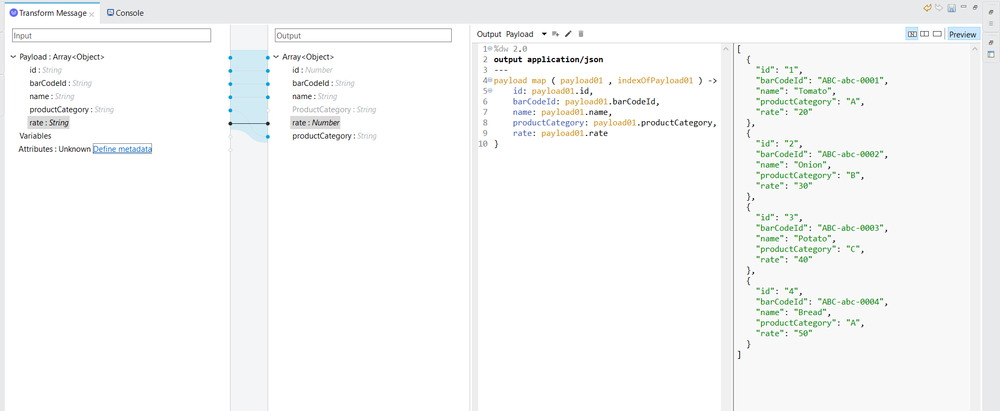 Transform Message
Console
Input
Payload : Array<Object>
id : String
barCodeId : String
name : String
productCategory : String
rate : String
Variables
Attributes : Unknown Define metadata
Output
Array<Object>
id : Number
barCodeId : String
name : String
ProductCategory : String
rate : Number
productCategory : String
Output Payload
Preview
1 %dw 2.0
2 output application/json
3 ---
4 payload map ( payload01 , indexOfPayload01 ) ->
5 id: payload01.id,
6 barCodeId: payload01.barCodeId,
7 name: payload01.name,
8 productCategory: payload01.productCategory,
9 rate: payload01.rate
10 }
[
{
"id": "1",
"barCodeId": "ABC-abc-0001",
"name": "Tomato",
"productCategory": "A",
"rate": "20"
},
{
"id": "2",
"barCodeId": "ABC-abc-0002",
"name": "Onion",
"productCategory": "B",
"rate": "30"
},
{
"id": "3",
"barCodeId": "ABC-abc-0003",
"name": "Potato",
"productCategory": "C",
"rate": "40"
},
{
"id": "4",
"barCodeId": "ABC-abc-0004",
"name": "Bread",
"productCategory": "A",
"rate": "50"
}
]